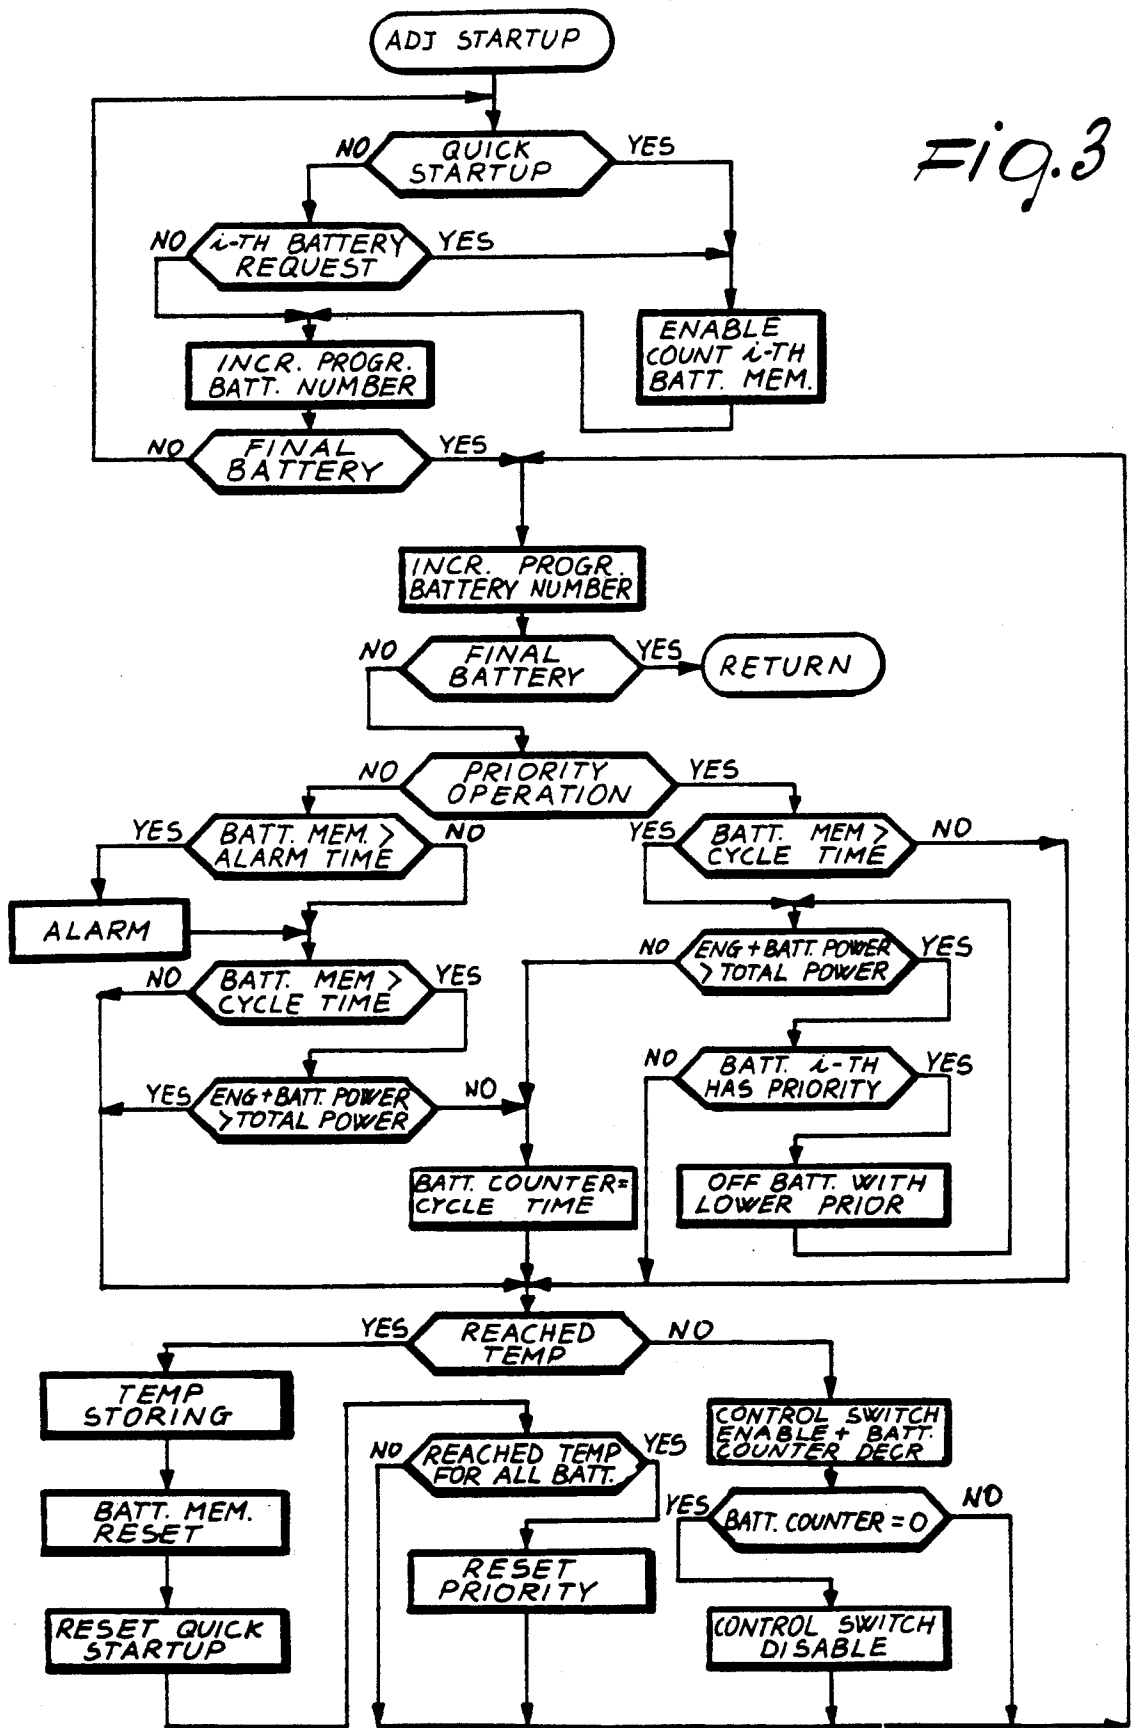 ADJ STARTUP
Fig.3
NO
QUICK
STARTUP
YES
NO
i-TH BATTERY
REQUEST
YES
INCR. PROGR.
BATT. NUMBER
ENABLE
COUNT i-TH
BATT. MEM.
NO
FINAL
BATTERY
YES
INCR. PROGR.
BATTERY NUMBER
NO
FINAL
BATTERY
YES
RETURN
NO
PRIORITY
OPERATION
YES
YES
BATT. MEM. >
ALARM TIME
NO
YES
BATT. MEM >
CYCLE TIME
NO
ALARM
NO
BATT. MEM >
CYCLE TIME
YES
NO
ENG + BATT. POWER
> TOTAL POWER
YES
YES
ENG + BATT. POWER
> TOTAL POWER
NO
NO
BATT. i-TH
HAS PRIORITY
YES
BATT. COUNTER =
CYCLE TIME
OFF BATT. WITH
LOWER PRIOR
YES
REACHED
TEMP
NO
TEMP
STORING
NO
REACHED TEMP
FOR ALL BATT.
YES
CONTROL SWITCH
ENABLE + BATT.
COUNTER DECR
BATT. MEM.
RESET
YES
BATT. COUNTER = 0
NO
RESET
PRIORITY
RESET QUICK
STARTUP
CONTROL SWITCH
DISABLE